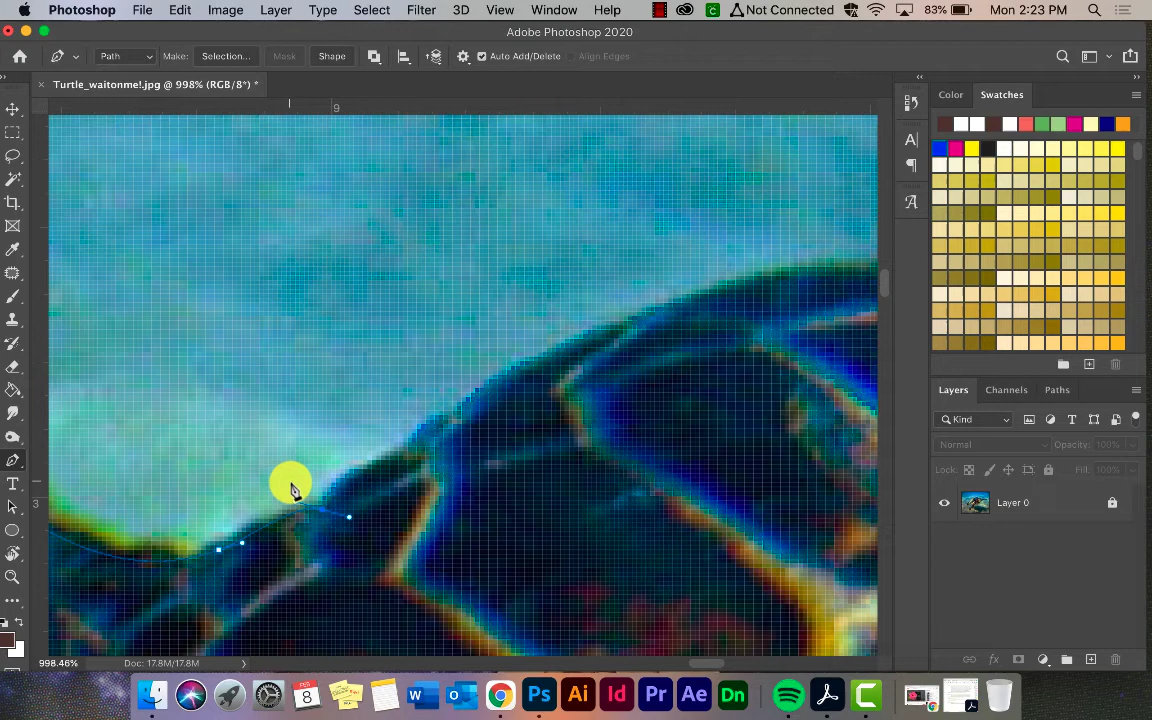 Photoshop File Edit Image Layer Type Select Filter 3D View Window Help Not Connected 83% Mon 2:23 PM
Adobe Photoshop 2020
Path Make: Selection... Mask Shape Auto Add/Delete Align Edges
Turtle_waitonme!.jpg @ 998% (RGB/8*) *
Color Swatches
9
3
Layers Channels Paths
Kind
Normal Opacity: 100%
Lock: Fill: 100%
Layer 0
fx
998.46% Doc: 17.8M/17.8M
FEB
8
W Ps Ai Id Pr Ae Dn C